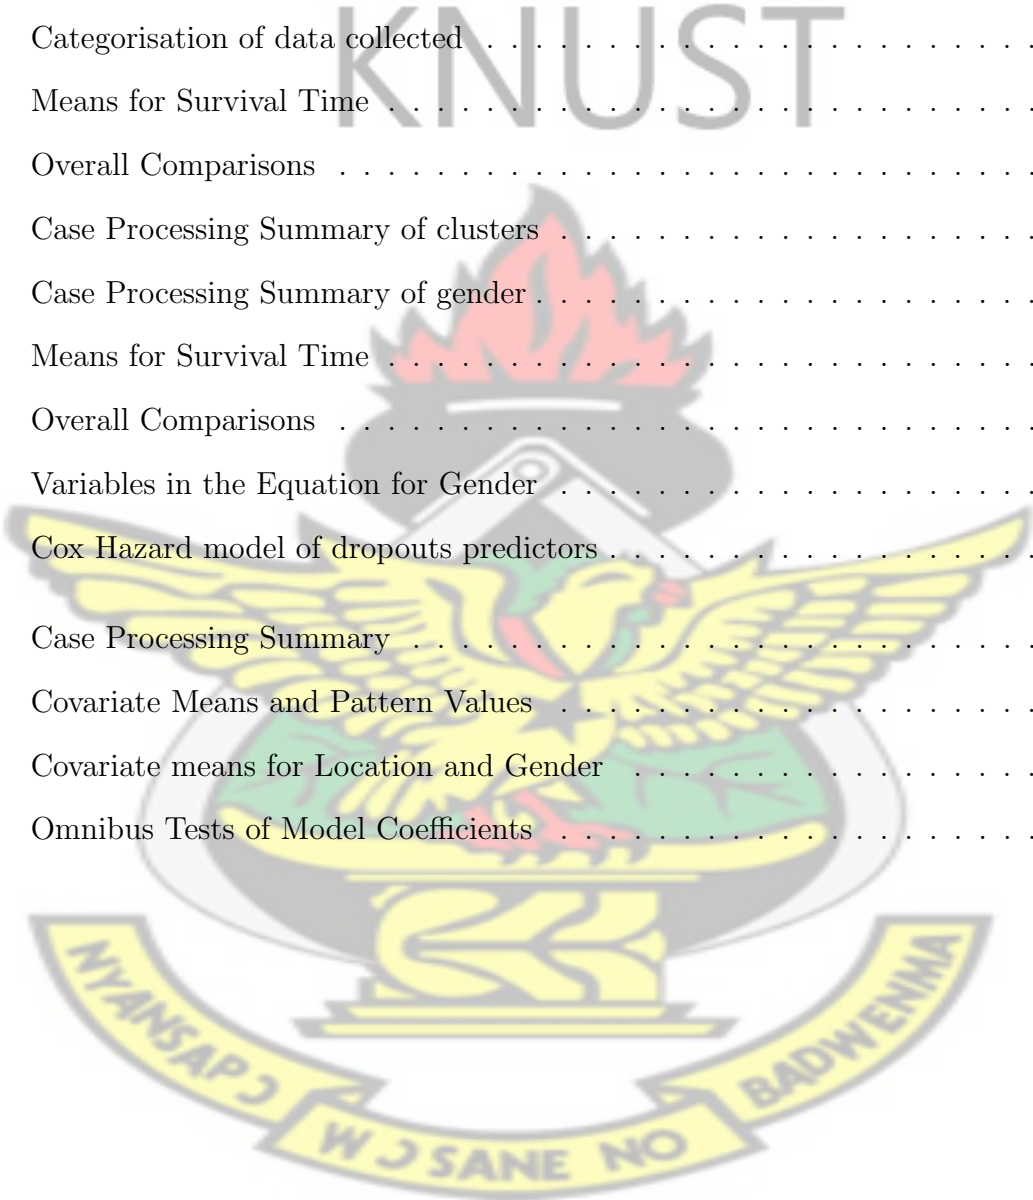 KNUST
Categorisation of data collected . . . . . . . . . . . . . . . . . . . . . . .
Means for Survival Time . . . . . . . . . . . . . . . . . . . . . . . . . . .
Overall Comparisons . . . . . . . . . . . . . . . . . . . . . . . . . . . . .
Case Processing Summary of clusters . . . . . . . . . . . . . . . . . . . .
Case Processing Summary of gender . . . . . . . . . . . . . . . . . . . . .
Means for Survival Time . . . . . . . . . . . . . . . . . . . . . . . . . . .
Overall Comparisons . . . . . . . . . . . . . . . . . . . . . . . . . . . . .
Variables in the Equation for Gender . . . . . . . . . . . . . . . . . . . .
Cox Hazard model of dropouts predictors . . . . . . . . . . . . . . . . . .
Case Processing Summary . . . . . . . . . . . . . . . . . . . . . . . . . .
Covariate Means and Pattern Values . . . . . . . . . . . . . . . . . . . .
Covariate means for Location and Gender . . . . . . . . . . . . . . . . .
Omnibus Tests of Model Coefficients . . . . . . . . . . . . . . . . . . . .
NYANSAPƆ
WƆSANE NO
BADWENMA